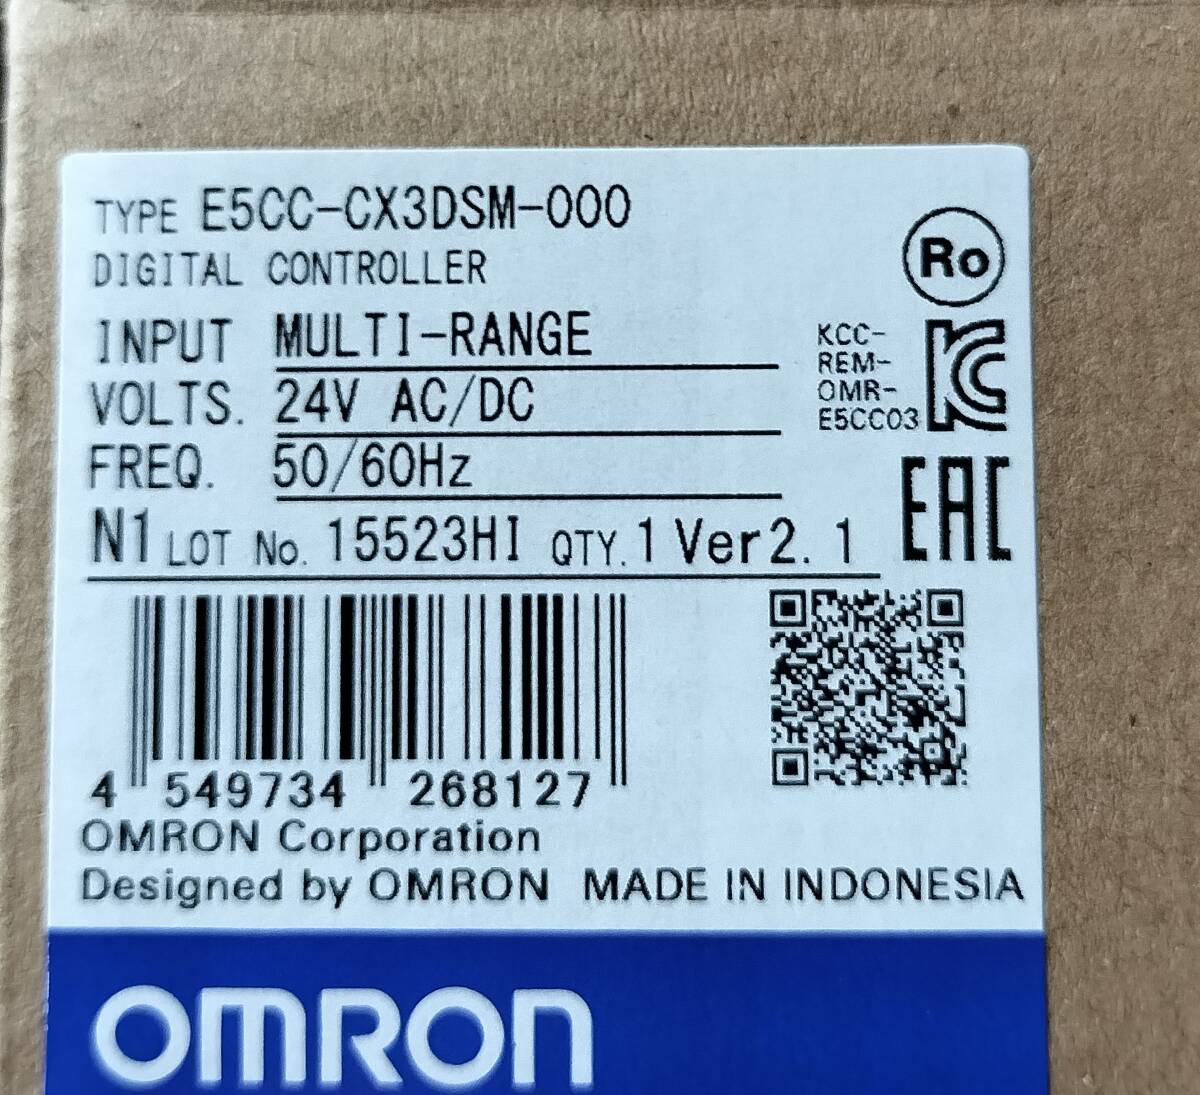 TYPE E5CC-CX3DSM-000
DIGITAL CONTROLLER
Ro
INPUT MULTI-RANGE
VOLTS. 24V AC/DC
FREQ. 50/60Hz
KCC-
REM-
OMR-
E5CC03
KC
EAC
N1 LOT No. 15523HI QTY. 1 Ver2.1
4 549734 268127
OMRON Corporation
Designed by OMRON MADE IN INDONESIA
OMRON